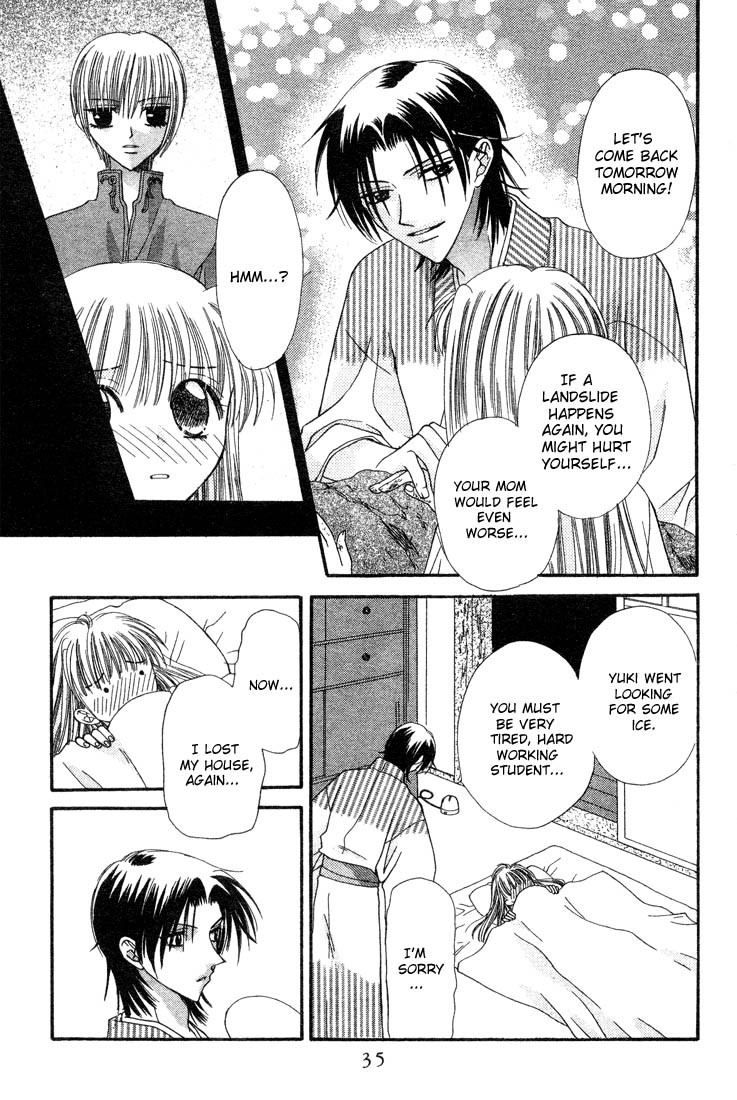 LET'S
COME BACK
TOMORROW
MORNING!
IF A
LANDSLIDE
HAPPENS
AGAIN, YOU
MIGHT HURT
YOURSELF...
YOUR MOM
WOULD FEEL
EVEN
WORSE...
HMM...?
YUKI WENT
LOOKING
FOR SOME
ICE.
YOU MUST
BE VERY
TIRED, HARD
WORKING
STUDENT...
I'M
SORRY
...
NOW...
I LOST
MY HOUSE,
AGAIN...
35